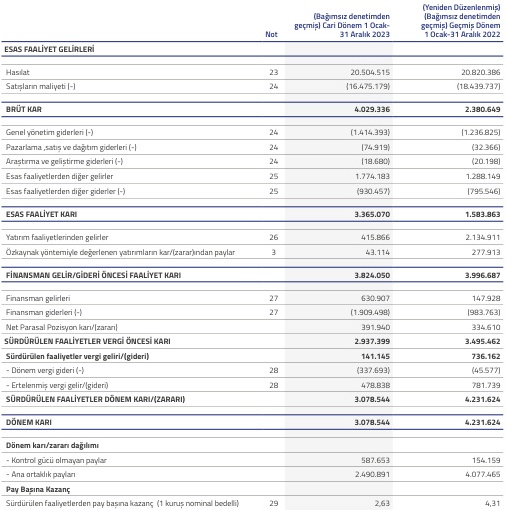 (Yeniden Düzenlenmiş)
(Bağımsız denetimden (Bağımsız denetimden
geçmiş) Cari Dönem 1 Ocak- geçmiş) Geçmiş Dönem
Not 31 Aralık 2023 1 Ocak-31 Aralık 2022
ESAS FAALİYET GELİRLERİ
Hasılat 23 20.504.515 20.820.386
Satışların maliyeti (-) 24 (16.475.179) (18.439.737)
BRÜT KAR 4.029.336 2.380.649
Genel yönetim giderleri (-) 24 (1.414.393) (1.236.825)
Pazarlama ,satış ve dağıtım giderleri (-) 24 (74.919) (32.366)
Araştırma ve geliştirme giderleri (-) 24 (18.680) (20.198)
Esas faaliyetlerden diğer gelirler 25 1.774.183 1.288.149
Esas faaliyetlerden diğer giderler (-) 25 (930.457) (795.546)
ESAS FAALİYET KARI 3.365.070 1.583.863
Yatırım faaliyetlerinden gelirler 26 415.866 2.134.911
Özkaynak yöntemiyle değerlenen yatırımların kar/(zarar)ından paylar 3 43.114 277.913
FİNANSMAN GELİR/GİDERİ ÖNCESİ FAALİYET KARI 3.824.050 3.996.687
Finansman gelirleri 27 630.907 147.928
Finansman giderleri (-) 27 (1.909.498) (983.763)
Net Parasal Pozisyon karı/(zararı) 391.940 334.610
SÜRDÜRÜLEN FAALİYETLER VERGİ ÖNCESİ KARI 2.937.399 3.495.462
Sürdürülen faaliyetler vergi geliri/(gideri) 141.145 736.162
- Dönem vergi gideri (-) 28 (337.693) (45.577)
- Ertelenmiş vergi gelir/(gideri) 28 478.838 781.739
SÜRDÜRÜLEN FAALİYETLER DÖNEM KARI/(ZARARI) 3.078.544 4.231.624
DÖNEM KARI 3.078.544 4.231.624
Dönem karı/zararı dağılımı
- Kontrol gücü olmayan paylar 587.653 154.159
- Ana ortaklık payları 2.490.891 4.077.465
Pay Başına Kazanç
Sürdürülen faaliyetlerden pay başına kazanç (1 kuruş nominal bedelli) 29 2,63 4,31